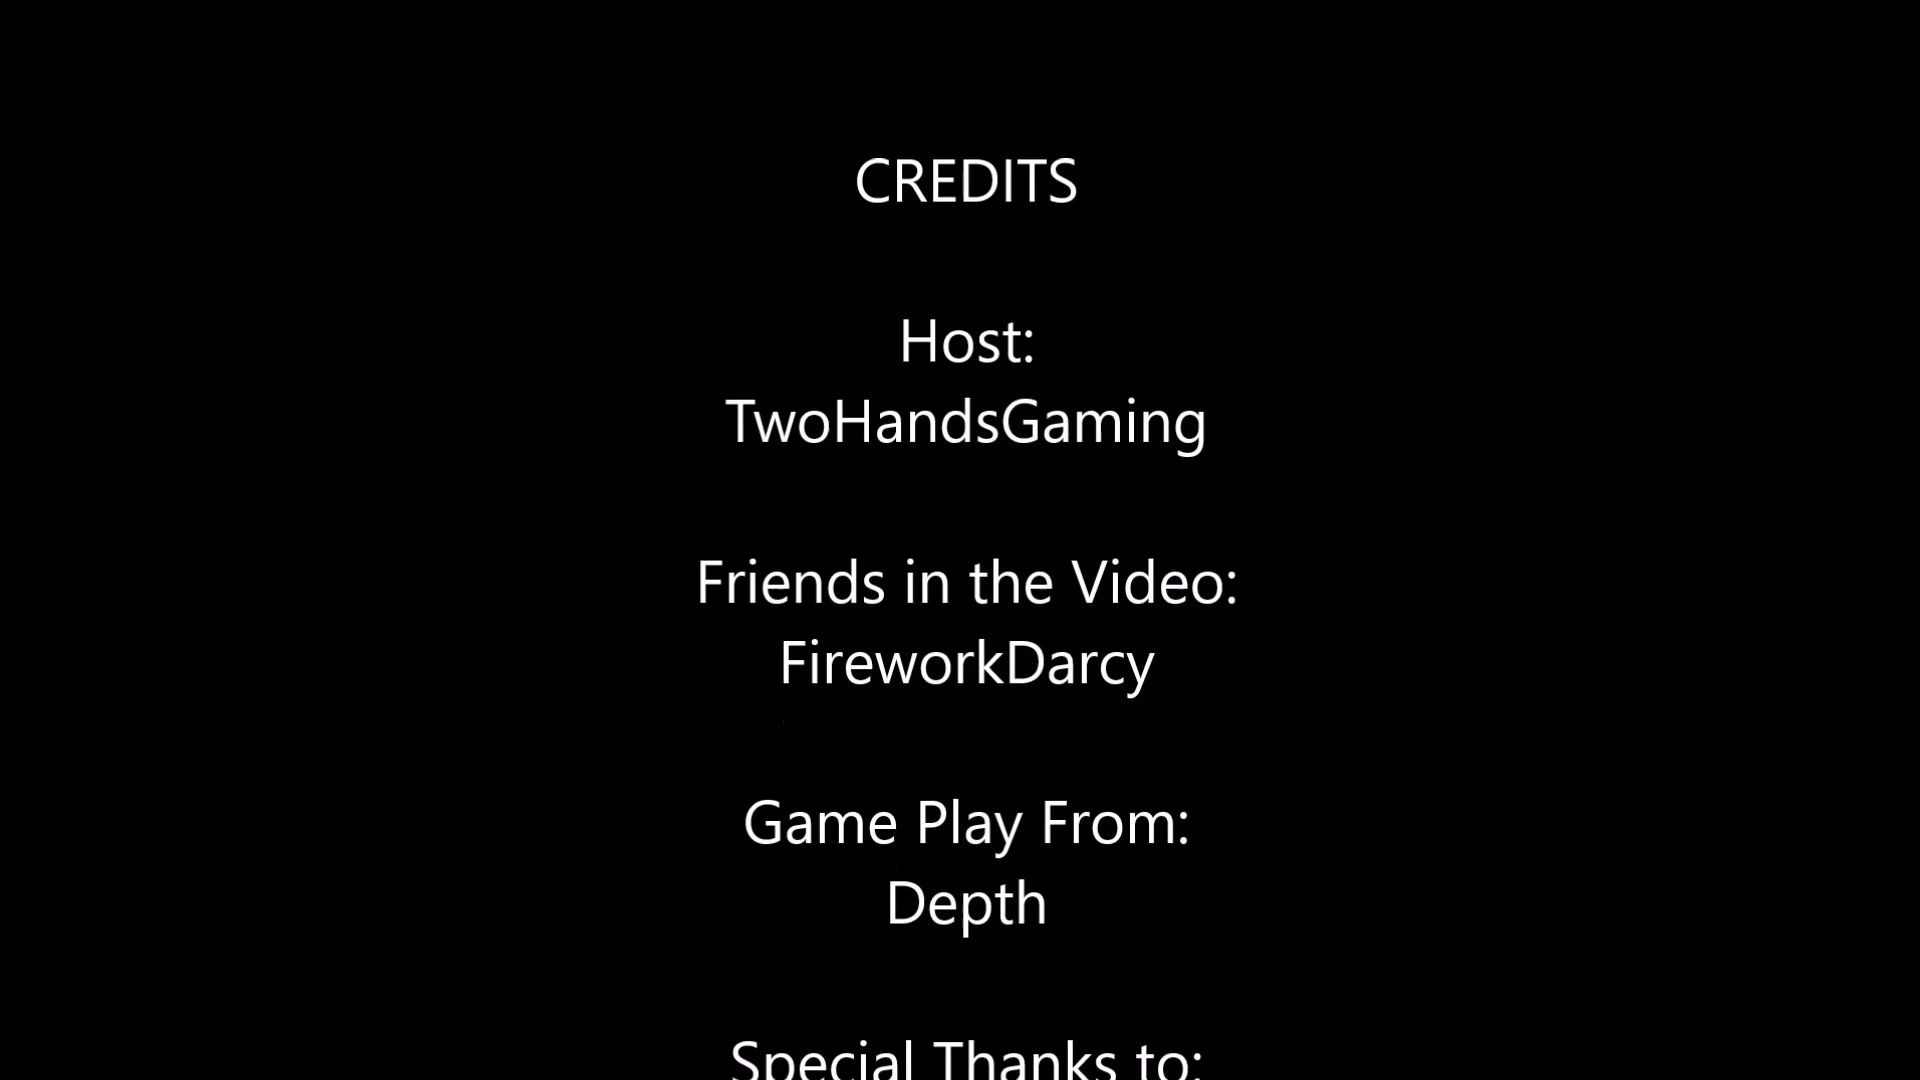 CREDITS
Host:
TwoHandsGaming
Friends in the Video:
FireworkDarcy
Game Play From:
Depth
Special Thanks to: